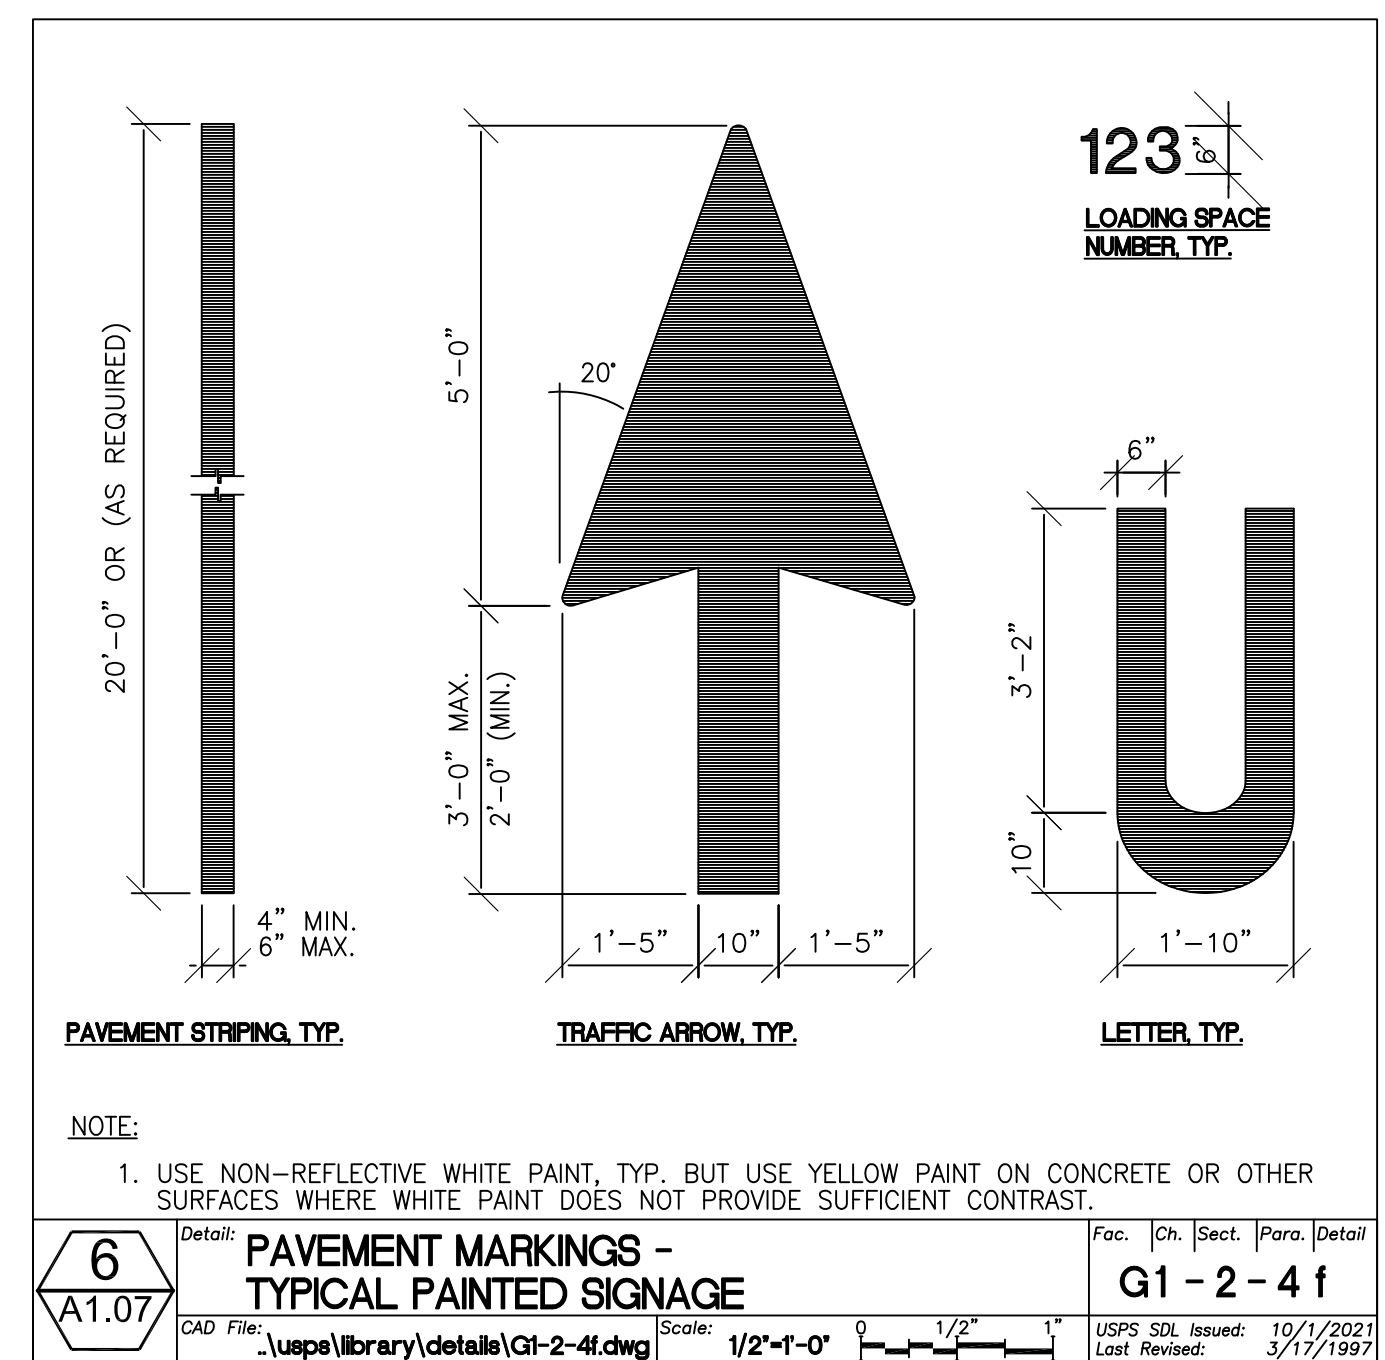 123
6"
LOADING SPACE
NUMBER, TYP.
20'-0" OR (AS REQUIRED)
5'-0"
20°
3'-0" MAX.
2'-0" (MIN.)
6"
3'-2"
10"
4" MIN.
6" MAX.
1'-5"
10"
1'-5"
1'-10"
PAVEMENT STRIPING, TYP.
TRAFFIC ARROW, TYP.
LETTER, TYP.
NOTE:
1. USE NON-REFLECTIVE WHITE PAINT, TYP. BUT USE YELLOW PAINT ON CONCRETE OR OTHER
SURFACES WHERE WHITE PAINT DOES NOT PROVIDE SUFFICIENT CONTRAST.
6
A1.07
Detail:
PAVEMENT MARKINGS -
TYPICAL PAINTED SIGNAGE
Fac. Ch. Sect. Para. Detail
G1 - 2 - 4 f
CAD File:
..\usps\library\details\G1-2-4f.dwg
Scale:
1/2"=1'-0"
0 1/2" 1"
USPS SDL Issued: 10/1/2021
Last Revised: 3/17/1997